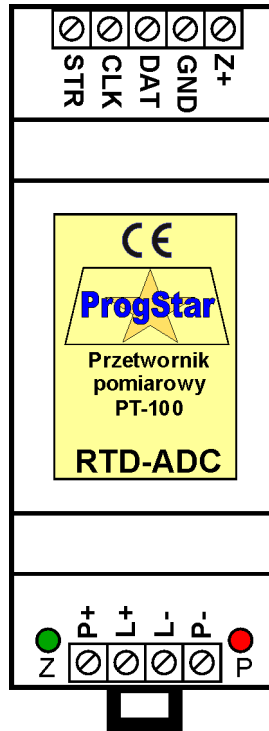 STR CLK DAT GND Z+
CE
ProgStar
Przetwornik
pomiarowy
PT-100
RTD-ADC
P+ L+ L- P-
Z P